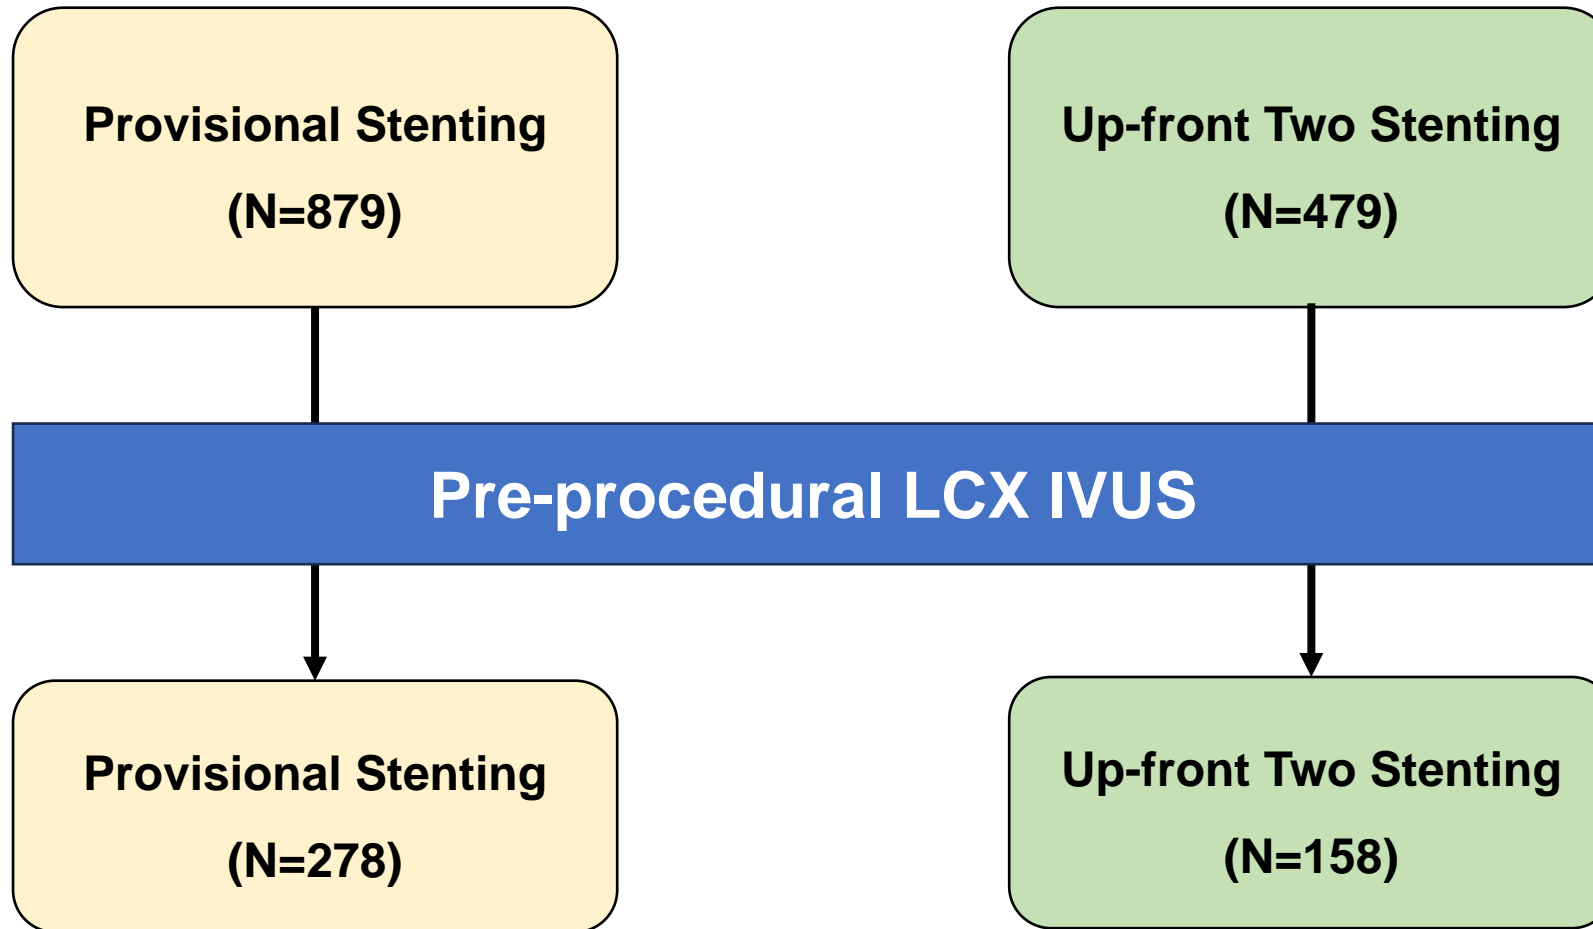 Provisional Stenting
(N=879)
Up-front Two Stenting
(N=479)
Pre-procedural LCX IVUS
Provisional Stenting
(N=278)
Up-front Two Stenting
(N=158)